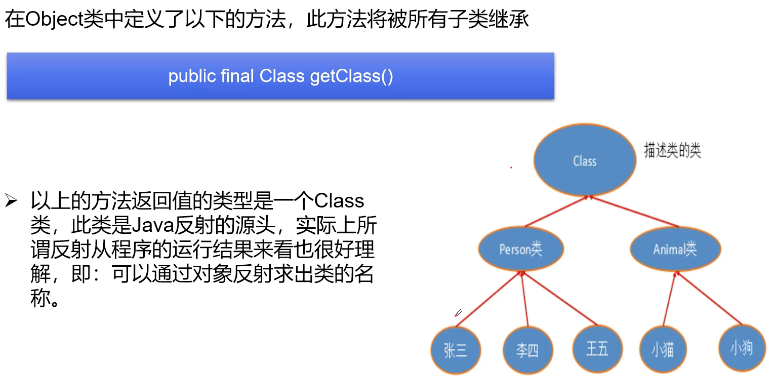 在Object类中定义了以下的方法，此方法将被所有子类继承
public final Class getClass()
Class
描述类的类
➢ 以上的方法返回值的类型是一个Class
类，此类是Java反射的源头，实际上所
谓反射从程序的运行结果来看也很好理
解，即：可以通过对象反射求出类的名
称。
Person类
Animal类
张三
李四
王五
小猫
小狗